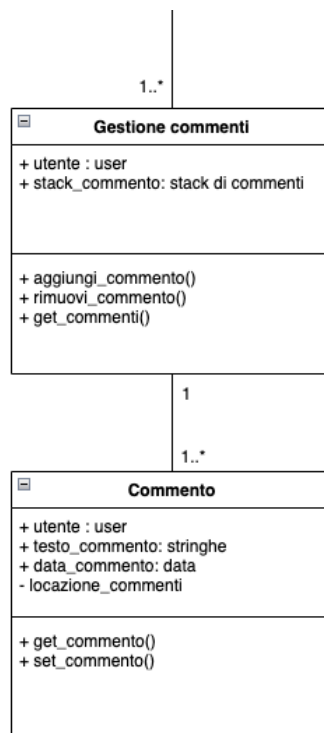 1..*
Gestione commenti
+ utente : user
+ stack_commento: stack di commenti
+ aggiungi_commento()
+ rimuovi_commento()
+ get_commenti()
1
1..*
Commento
+ utente : user
+ testo_commento: stringhe
+ data_commento: data
- locazione_commenti
+ get_commento()
+ set_commento()